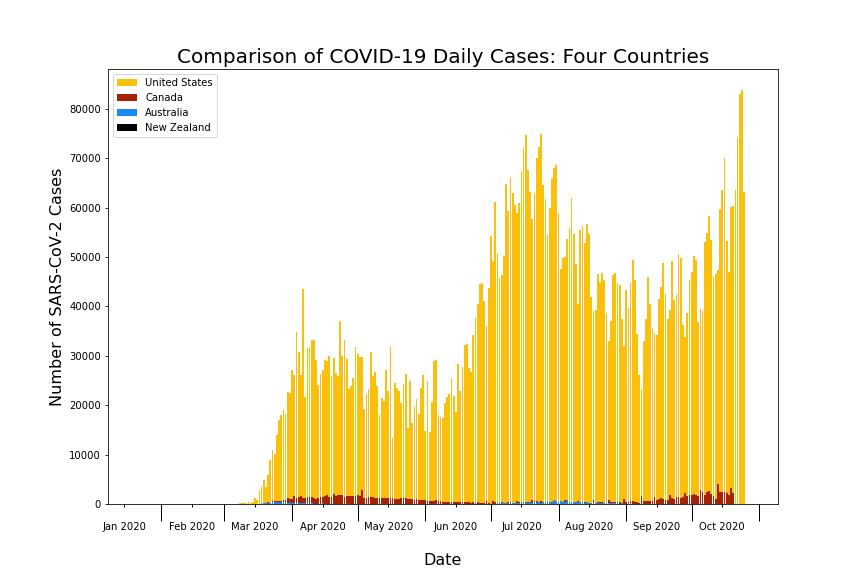 Comparison of COVID-19 Daily Cases: Four Countries
United States
Canada
Australia
New Zealand
Number of SARS-CoV-2 Cases
80000
70000
60000
50000
40000
30000
20000
10000
0
Jan 2020 Feb 2020 Mar 2020 Apr 2020 May 2020 Jun 2020 Jul 2020 Aug 2020 Sep 2020 Oct 2020
Date